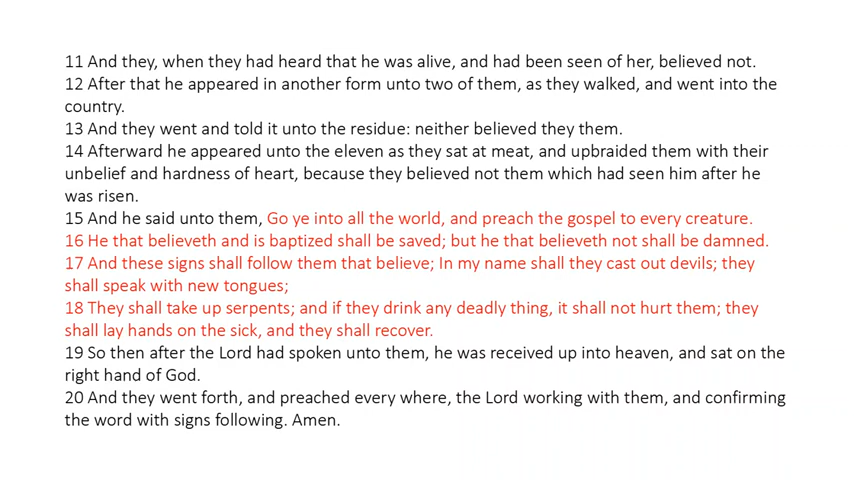 11 And they, when they had heard that he was alive, and had been seen of her, believed not.
12 After that he appeared in another form unto two of them, as they walked, and went into the
country.
13 And they went and told it unto the residue: neither believed they them.
14 Afterward he appeared unto the eleven as they sat at meat, and upbraided them with their
unbelief and hardness of heart, because they believed not them which had seen him after he
was risen.
15 And he said unto them, Go ye into all the world, and preach the gospel to every creature.
16 He that believeth and is baptized shall be saved; but he that believeth not shall be damned.
17 And these signs shall follow them that believe; In my name shall they cast out devils; they
shall speak with new tongues;
18 They shall take up serpents; and if they drink any deadly thing, it shall not hurt them; they
shall lay hands on the sick, and they shall recover.
19 So then after the Lord had spoken unto them, he was received up into heaven, and sat on the
right hand of God.
20 And they went forth, and preached every where, the Lord working with them, and confirming
the word with signs following. Amen.